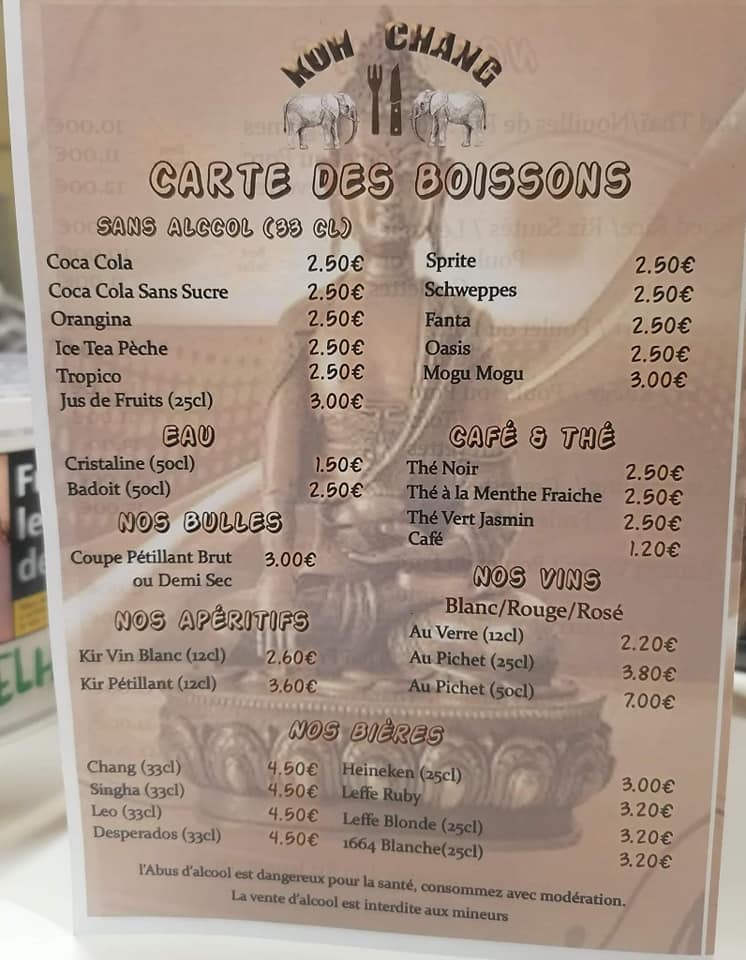 KOH CHANG
CARTE DES BOISSONS
SANS ALCCOL (33 CL)
Coca Cola 2.50€
Coca Cola Sans Sucre 2.50€
Orangina 2.50€
Ice Tea Pèche 2.50€
Tropico 2.50€
Jus de Fruits (25cl) 3.00€
Sprite 2.50€
Schweppes 2.50€
Fanta 2.50€
Oasis 2.50€
Mogu Mogu 3.00€
EAU
Cristaline (50cl) 1.50€
Badoit (50cl) 2.50€
CAFÉ & THÉ
Thé Noir 2.50€
Thé à la Menthe Fraiche 2.50€
Thé Vert Jasmin 2.50€
Café 1.20€
NOS BULLES
Coupe Pétillant Brut 3.00€
ou Demi Sec
NOS VINS
Blanc/Rouge/Rosé
Au Verre (12cl) 2.20€
Au Pichet (25cl) 3.80€
Au Pichet (50cl) 7.00€
NOS APÉRITIFS
Kir Vin Blanc (12cl) 2.60€
Kir Pétillant (12cl) 3.60€
NOS BIÈRES
Chang (33cl) 4.50€
Singha (33cl) 4.50€
Leo (33cl) 4.50€
Desperados (33cl) 4.50€
Heineken (25cl) 3.00€
Leffe Ruby 3.20€
Leffe Blonde (25cl) 3.20€
1664 Blanche(25cl) 3.20€
l'Abus d'alcool est dangereux pour la santé, consommez avec modération.
La vente d'alcool est interdite aux mineurs